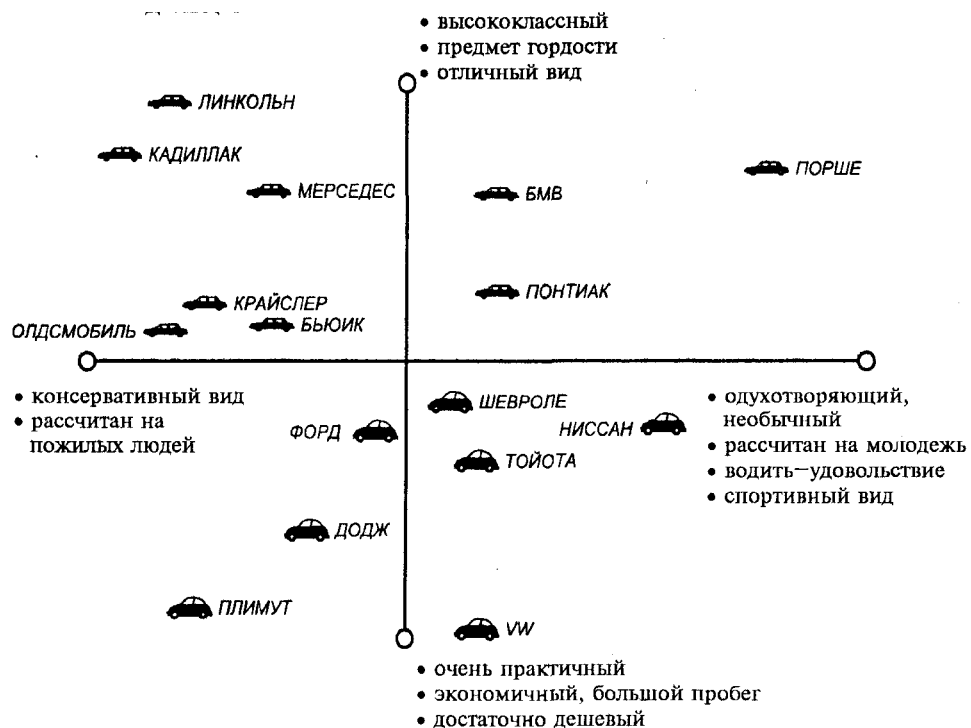 • высококлассный
• предмет гордости
• отличный вид
ЛИНКОЛЬН
КАДИЛЛАК
ПОРШЕ
МЕРСЕДЕС
БМВ
ПОНТИАК
КРАЙСЛЕР
БЬЮИК
ОЛДСМОБИЛЬ
• консервативный вид
• рассчитан на
пожилых людей
ШЕВРОЛЕ
ФОРД
НИССАН
ТОЙОТА
• одухотворяющий,
необычный
• рассчитан на молодежь
• водить—удовольствие
• спортивный вид
ДОДЖ
ПЛИМУТ
VW
• очень практичный
• экономичный, большой пробег
• достаточно дешевый